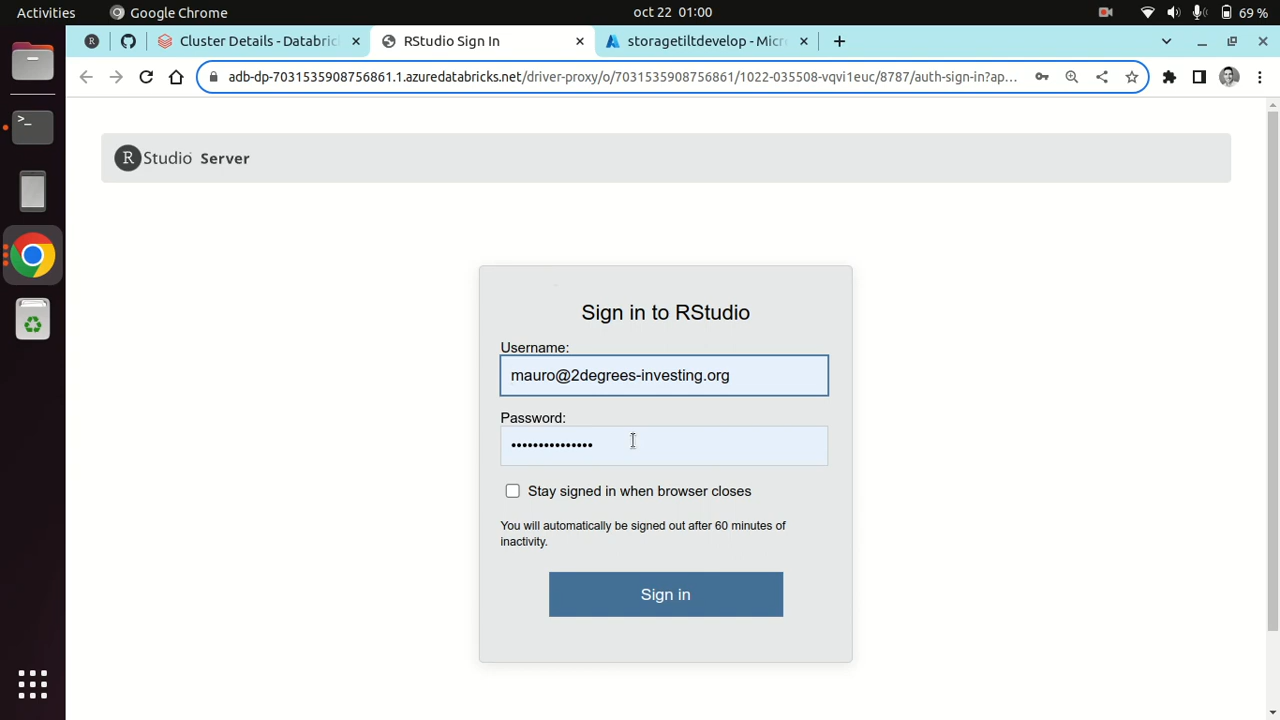 Activities
Google Chrome
oct 22 01:00
69 %
Cluster Details - Databric
RStudio Sign In
storagetiltdevelop - Micr
adb-dp-7031535908756861.1.azuredatabricks.net/driver-proxy/o/7031535908756861/1022-035508-vqvi1euc/8787/auth-sign-in?ap...
R Studio Server
Sign in to RStudio
Username:
mauro@2degrees-investing.org
Password:
•••••••••••••••
Stay signed in when browser closes
You will automatically be signed out after 60 minutes of
inactivity.
Sign in